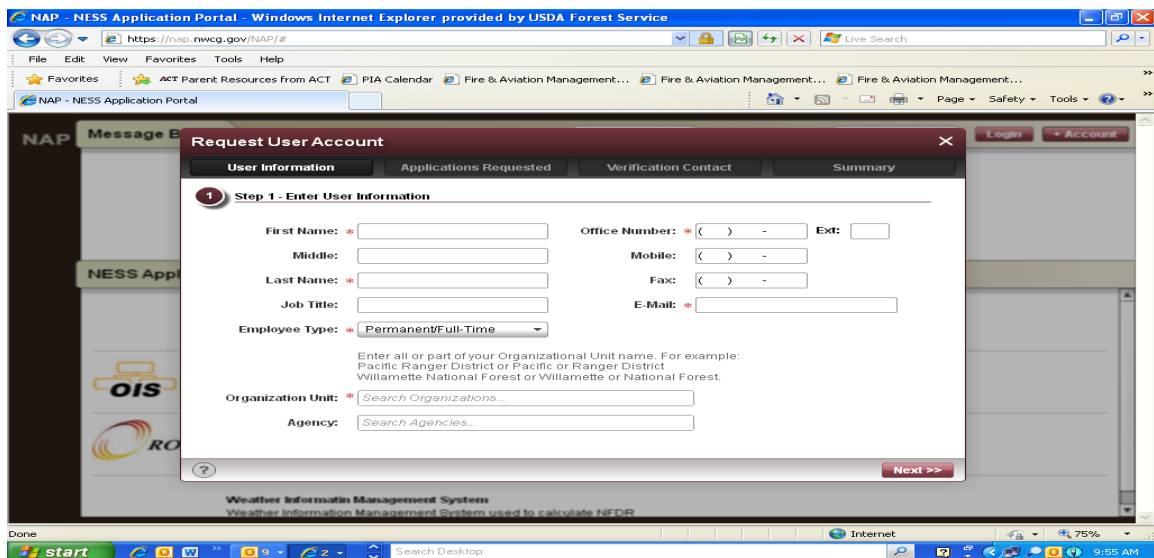 NAP - NESS Application Portal - Windows Internet Explorer provided by USDA Forest Service
https://nap.nwcg.gov/NAP/# Live Search
File Edit View Favorites Tools Help
Favorites ACT Parent Resources from ACT PIA Calendar Fire & Aviation Management... Fire & Aviation Management... Fire & Aviation Management...
NAP - NESS Application Portal Page Safety Tools
NAP Message B Login + Account
Request User Account
User Information Applications Requested Verification Contact Summary
1 Step 1 - Enter User Information
First Name: * Office Number: * ( ) - Ext:
Middle: Mobile: ( ) -
Last Name: * Fax: ( ) -
NESS Appl
Job Title: E-Mail: *
Employee Type: * Permanent/Full-Time
Enter all or part of your Organizational Unit name. For example:
Pacific Ranger District or Pacific or Ranger District
Willamette National Forest or Willamette or National Forest.
OIS
Organization Unit: * Search Organizations...
Agency: Search Agencies...
RO
? Next >>
Weather Informatin Management System
Weather Information Management System used to calculate NFDR
Done Internet 75%
start 9 2 Search Desktop 9:55 AM